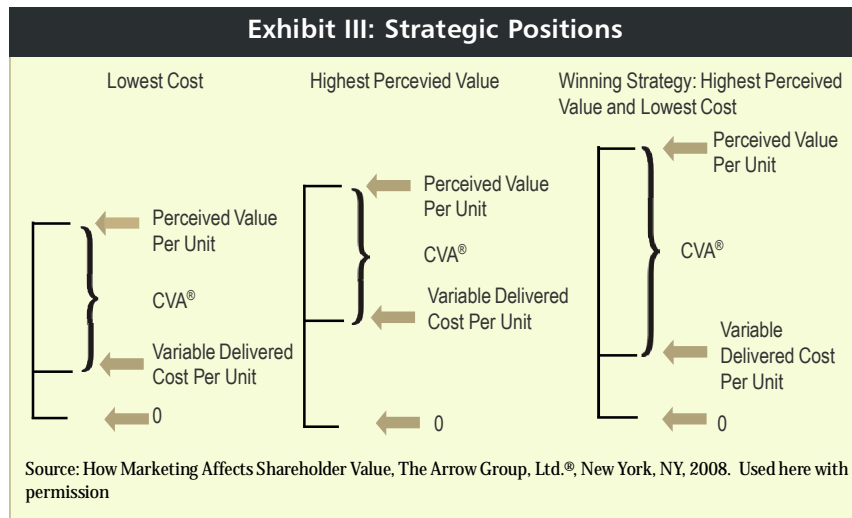 Exhibit III: Strategic Positions
Lowest Cost
Perceived Value
Per Unit
CVA®
Variable Delivered
Cost Per Unit
0
Highest Percevied Value
Perceived Value
Per Unit
CVA®
Variable Delivered
Cost Per Unit
0
Winning Strategy: Highest Perceived
Value and Lowest Cost
Perceived Value
Per Unit
CVA®
Variable
Delivered Cost
Per Unit
0
Source: How Marketing Affects Shareholder Value, The Arrow Group, Ltd.®, New York, NY, 2008. Used here with
permission